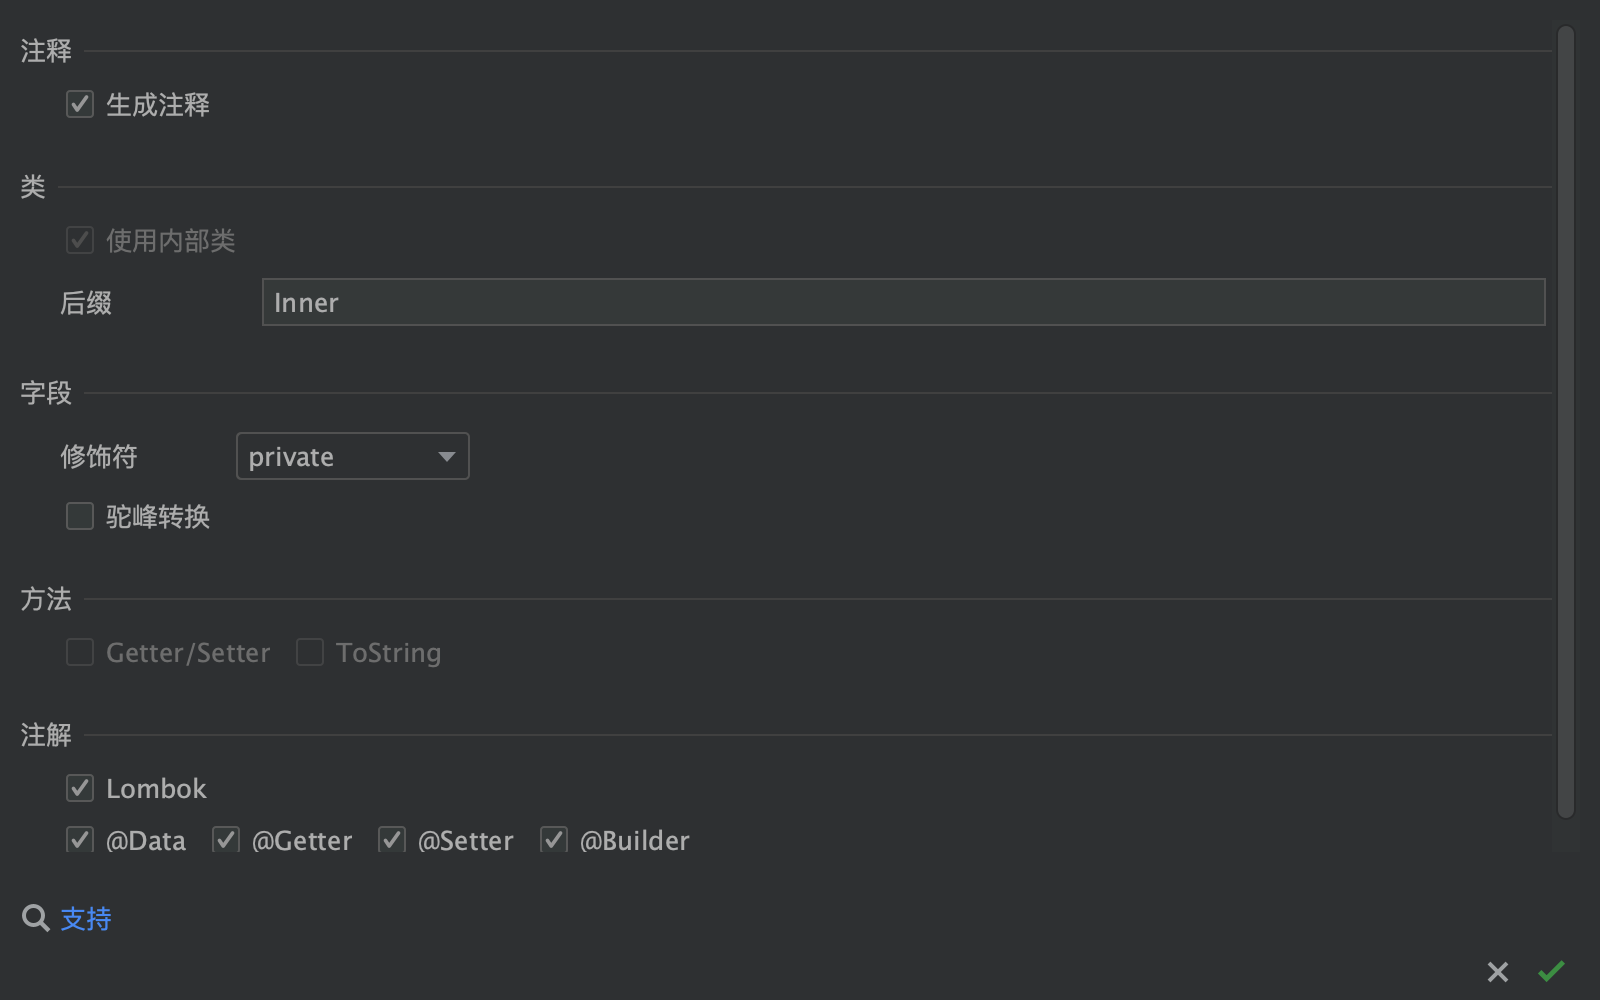 注释
生成注释
类
使用内部类
后缀 Inner
字段
修饰符 private
驼峰转换
方法
Getter/Setter ToString
注解
Lombok
@Data @Getter @Setter @Builder
支持